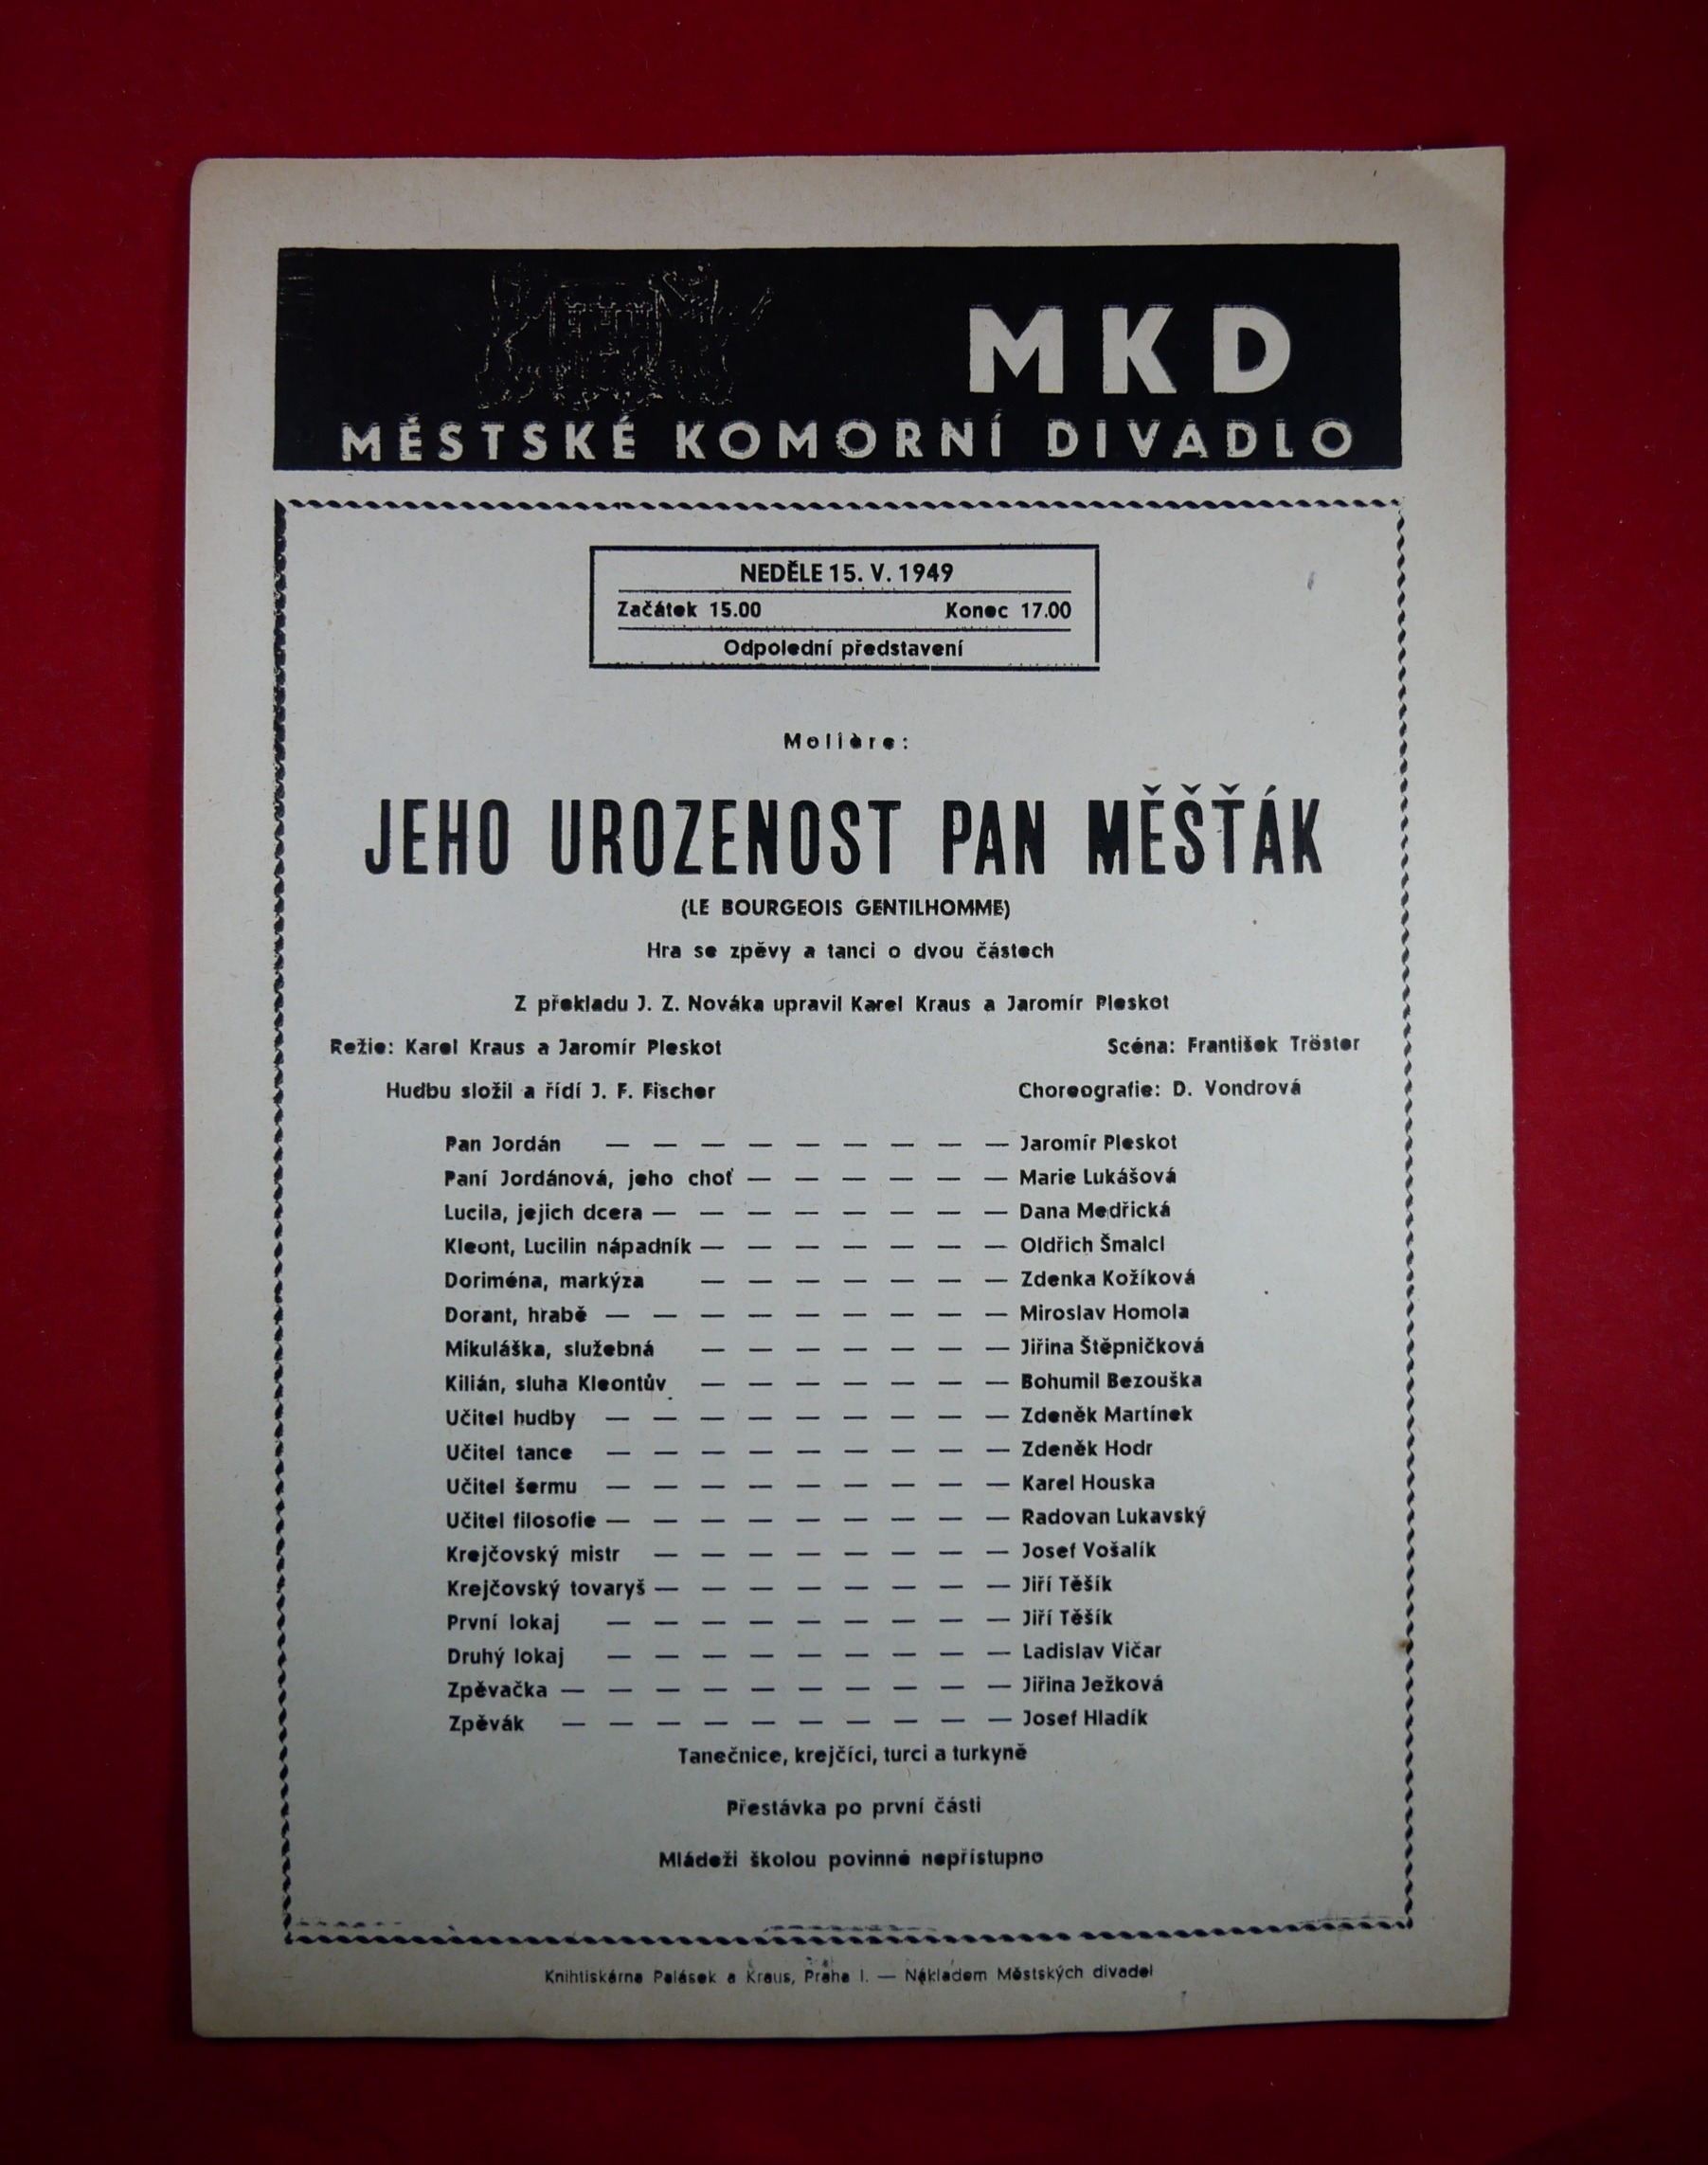 MKD
MĚSTSKÉ KOMORNÍ DIVADLO
NEDĚLE 15. V. 1949
Začátek 15.00 Konec 17.00
Odpolední představení
Molière:
JEHO UROZENOST PAN MĚŠŤÁK
(LE BOURGEOIS GENTILHOMME)
Hra se zpěvy a tanci o dvou částech
Z překladu J. Z. Nováka upravil Karel Kraus a Jaromír Pleskot
Režie: Karel Kraus a Jaromír Pleskot Scéna: František Tröster
Hudbu složil a řídí J. F. Fischer Choreografie: D. Vondrová
Pan Jordán — — — — — — — — — Jaromír Pleskot
Paní Jordánová, jeho choť — — — — — — Marie Lukášová
Lucila, jejich dcera — — — — — — — — Dana Medřická
Kleont, Lucilin nápadník — — — — — — — Oldřich Šmalcl
Doriména, markýza — — — — — — — Zdenka Kožíková
Dorant, hrabě — — — — — — — — — Miroslav Homola
Mikuláška, služebná — — — — — — — Jiřina Štěpničková
Kilián, sluha Kleontův — — — — — — — Bohumil Bezouška
Učitel hudby — — — — — — — — — Zdeněk Martínek
Učitel tance — — — — — — — — — Zdeněk Hodr
Učitel šermu — — — — — — — — — Karel Houska
Učitel filosofie — — — — — — — — — Radovan Lukavský
Krejčovský mistr — — — — — — — — Josef Vošalík
Krejčovský tovaryš — — — — — — — — Jiří Těšík
První lokaj — — — — — — — — — Jiří Těšík
Druhý lokaj — — — — — — — — — Ladislav Vičar
Zpěvačka — — — — — — — — — — Jiřina Ježková
Zpěvák — — — — — — — — — — Josef Hladík
Tanečnice, krejčíci, turci a turkyně
Přestávka po první části
Mládeži školou povinné nepřístupno
Knihtiskárna Palásek a Kraus, Praha I. — Nákladem Městských divadel